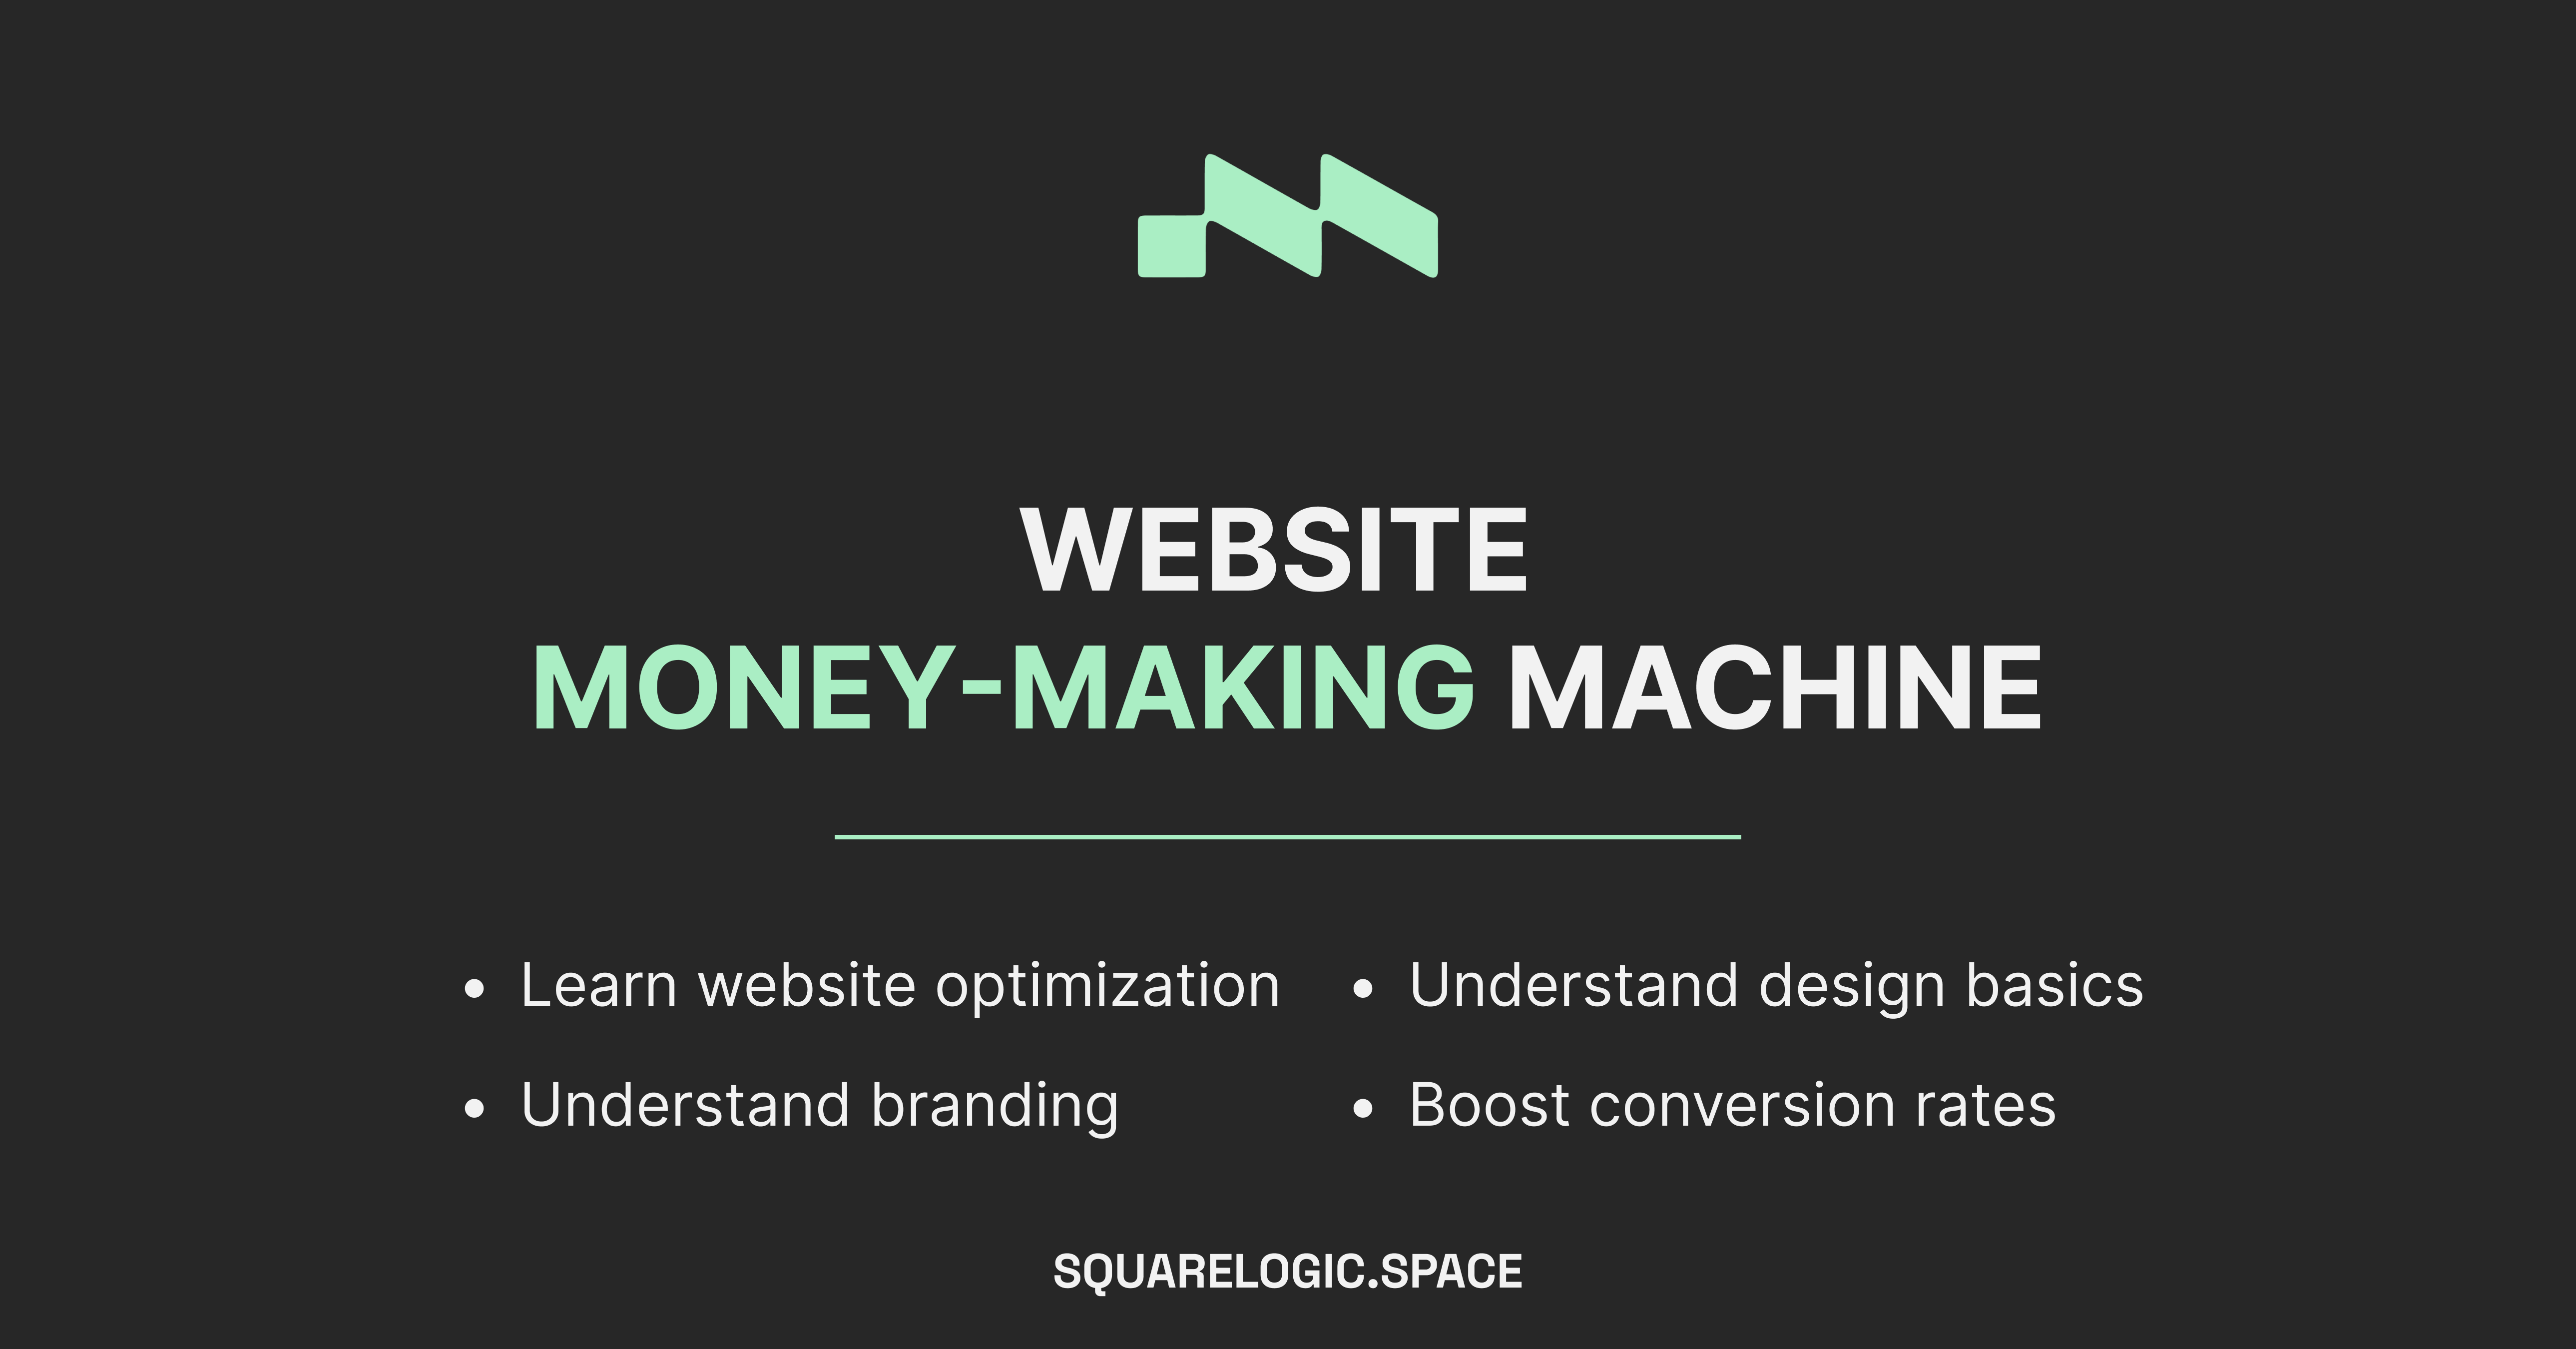 WEBSITE
MONEY-MAKING MACHINE
• Learn website optimization
• Understand branding
• Understand design basics
• Boost conversion rates
SQUARELOGIC.SPACE